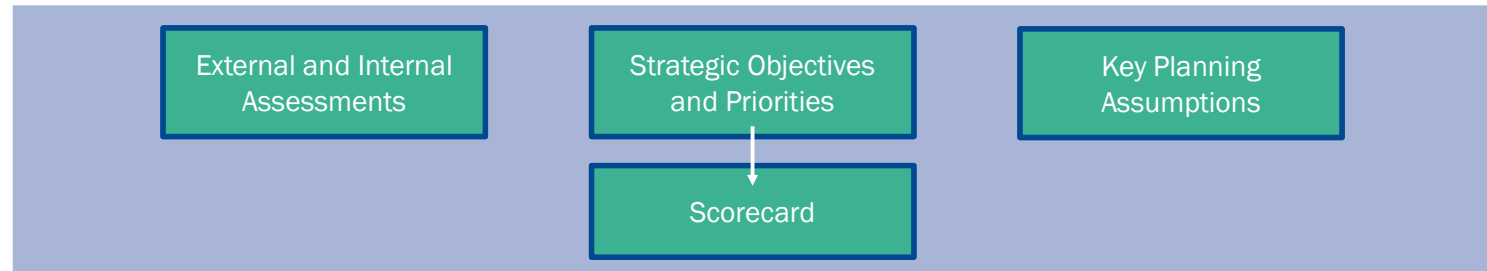 External and Internal
Assessments
Strategic Objectives
and Priorities
Key Planning
Assumptions
Scorecard